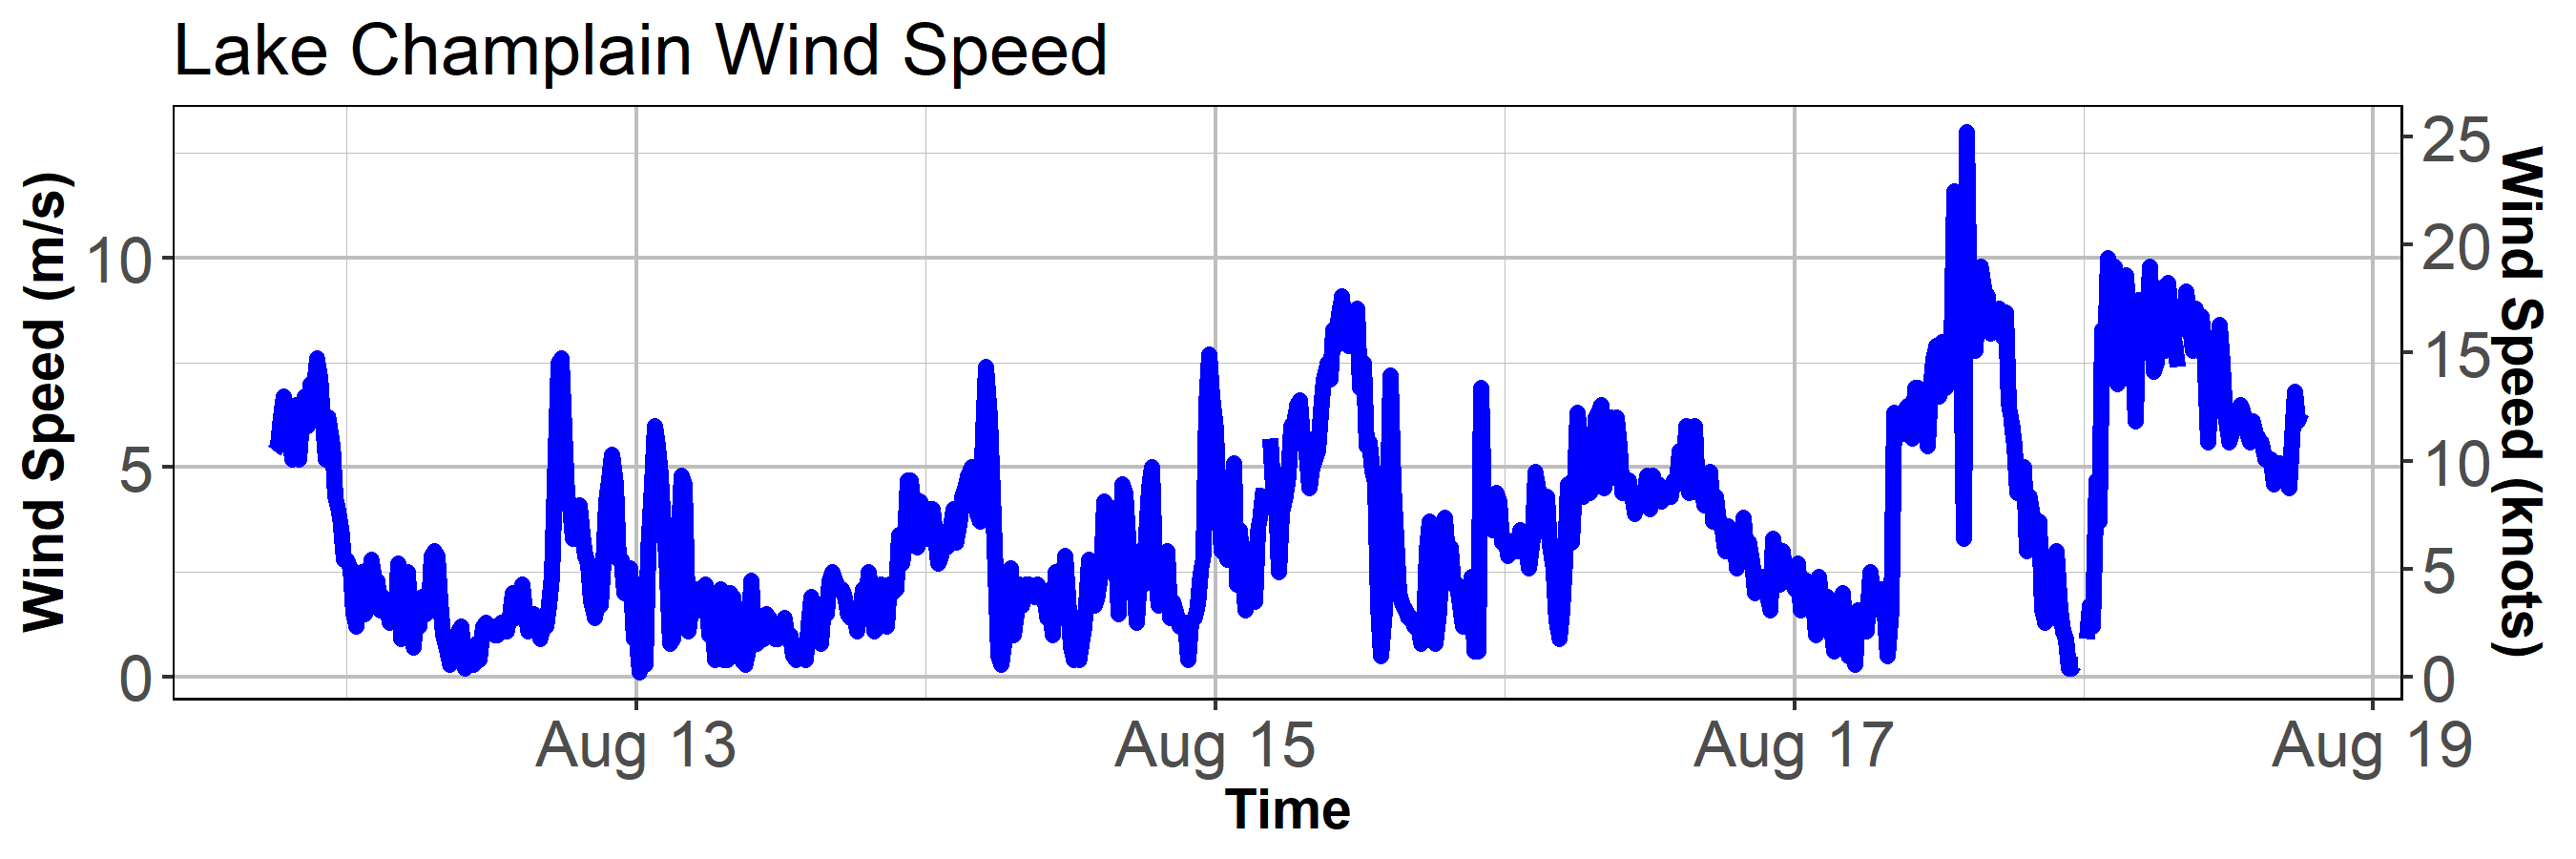 Lake Champlain Wind Speed
Wind Speed (m/s)
10
5
0
25
20
15
10
5
0
Wind Speed (knots)
Aug 13
Aug 15
Aug 17
Aug 19
Time